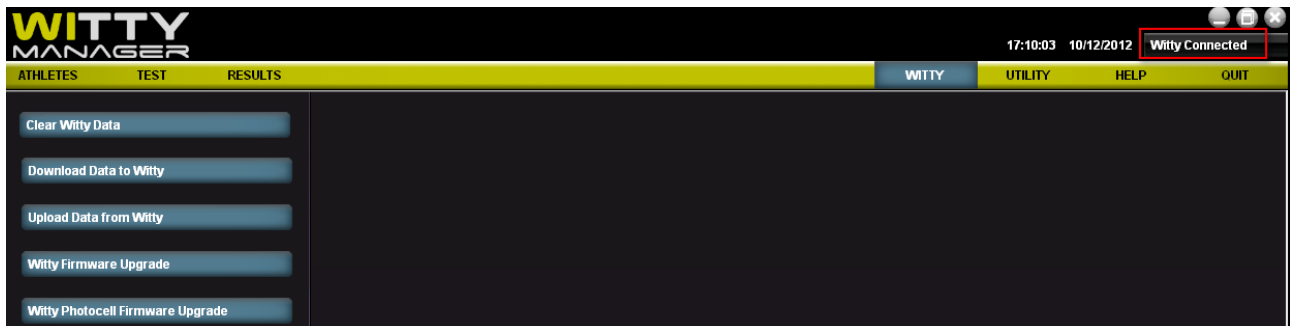 WITTY
MANAGER
17:10:03 10/12/2012 Witty Connected
ATHLETES TEST RESULTS WITTY UTILITY HELP QUIT
Clear Witty Data
Download Data to Witty
Upload Data from Witty
Witty Firmware Upgrade
Witty Photocell Firmware Upgrade